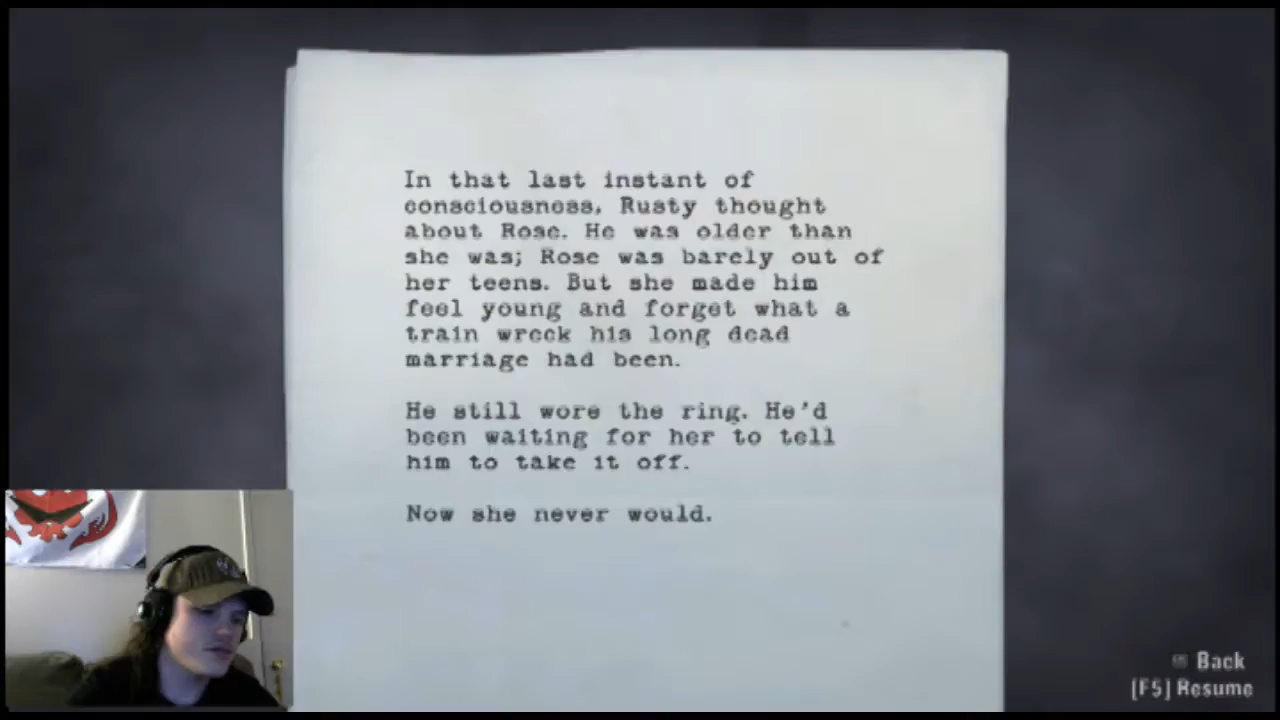 In that last instant of
consciousness, Rusty thought
about Rose. He was older than
she was; Rose was barely out of
her teens. But she made him
feel young and forget what a
train wreck his long dead
marriage had been.
He still wore the ring. He'd
been waiting for her to tell
him to take it off.
Now she never would.
Back
[F5] Resume